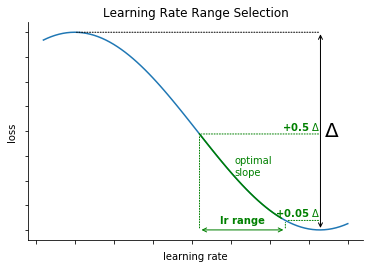 Learning Rate Range Selection
loss
+0.5 Δ
Δ
optimal
slope
+0.05 Δ
lr range
learning rate